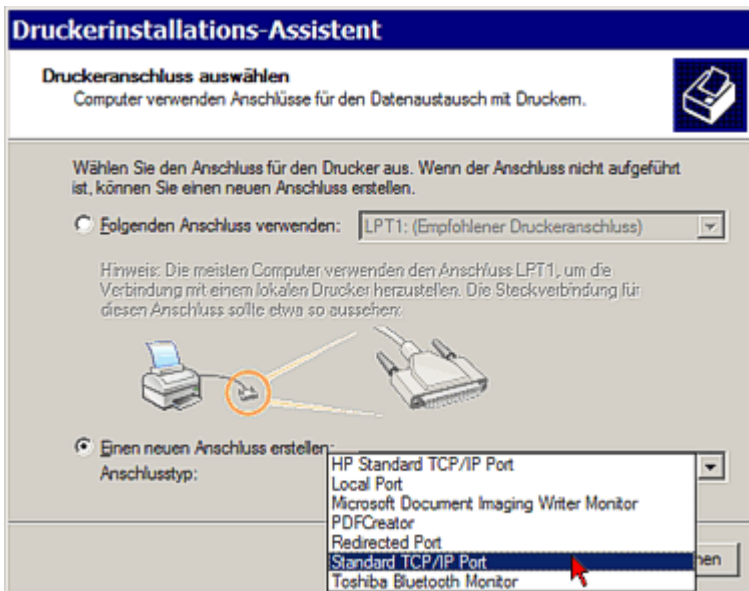 Druckerinstallations-Assistent
Druckeranschluss auswählen
Computer verwenden Anschlüsse für den Datenaustausch mit Druckern.
Wählen Sie den Anschluss für den Drucker aus. Wenn der Anschluss nicht aufgeführt
ist, können Sie einen neuen Anschluss erstellen.
Folgenden Anschluss verwenden: LPT1: (Empfohlener Druckeranschluss)
Hinweis: Die meisten Computer verwenden den Anschluss LPT1, um die
Verbindung mit einem lokalen Drucker herzustellen. Die Steckverbindung für
diesen Anschluss sollte etwa so aussehen:
Einen neuen Anschluss erstellen:
Anschlusstyp:
HP Standard TCP/IP Port
Local Port
Microsoft Document Imaging Writer Monitor
PDFCreator
Redirected Port
Standard TCP/IP Port
Toshiba Bluetooth Monitor